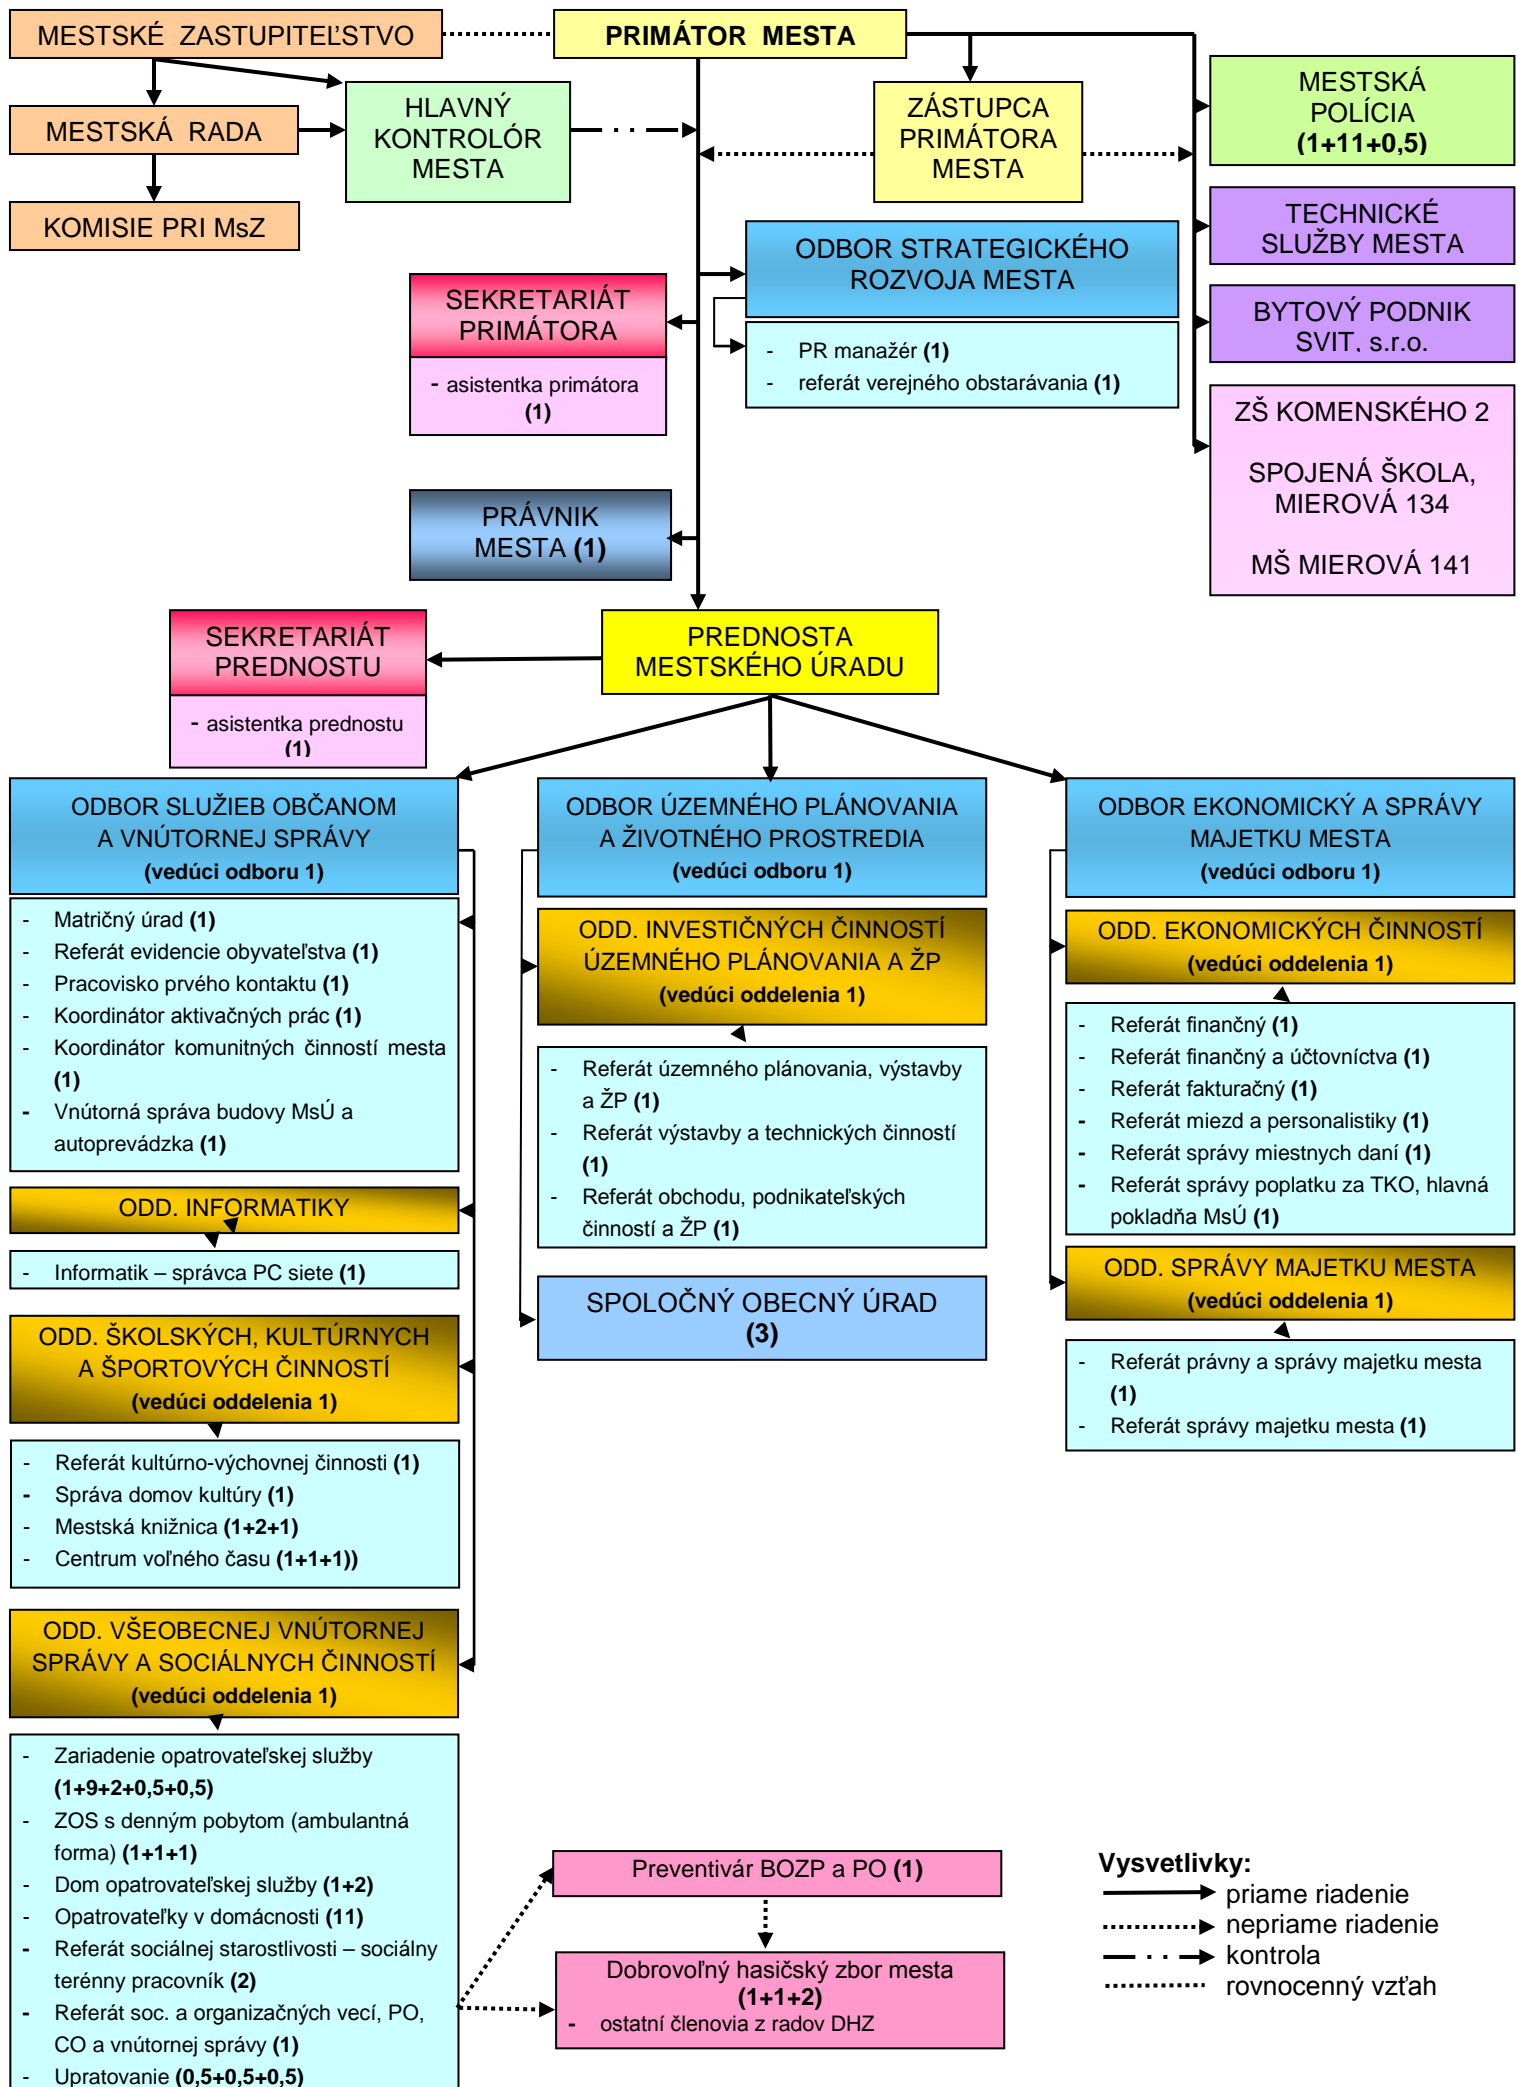 MESTSKÉ ZASTUPITEĽSTVO
PRIMÁTOR MESTA
MESTSKÁ RADA
KOMISIE PRI MsZ
HLAVNÝ
KONTROLÓR
MESTA
ZÁSTUPCA
PRIMÁTORA
MESTA
MESTSKÁ
POLÍCIA
(1+11+0,5)
TECHNICKÉ
SLUŽBY MESTA
BYTOVÝ PODNIK
SVIT, s.r.o.
ZŠ KOMENSKÉHO 2
SPOJENÁ ŠKOLA,
MIEROVÁ 134
MŠ MIEROVÁ 141
ODBOR STRATEGICKÉHO
ROZVOJA MESTA
- PR manažér (1)
- referát verejného obstarávania (1)
SEKRETARIÁT
PRIMÁTORA
- asistentka primátora
(1)
PRÁVNIK
MESTA (1)
SEKRETARIÁT
PREDNOSTU
- asistentka prednostu
(1)
PREDNOSTA
MESTSKÉHO ÚRADU
ODBOR SLUŽIEB OBČANOM
A VNÚTORNEJ SPRÁVY
(vedúci odboru 1)
- Matričný úrad (1)
- Referát evidencie obyvateľstva (1)
- Pracovisko prvého kontaktu (1)
- Koordinátor aktivačných prác (1)
- Koordinátor komunitných činností mesta
(1)
- Vnútorná správa budovy MsÚ a
autoprevádzka (1)
ODD. INFORMATIKY
- Informatik – správca PC siete (1)
ODD. ŠKOLSKÝCH, KULTÚRNYCH
A ŠPORTOVÝCH ČINNOSTÍ
(vedúci oddelenia 1)
- Referát kultúrno-výchovnej činnosti (1)
- Správa domov kultúry (1)
- Mestská knižnica (1+2+1)
- Centrum voľného času (1+1+1))
ODD. VŠEOBECNEJ VNÚTORNEJ
SPRÁVY A SOCIÁLNYCH ČINNOSTÍ
(vedúci oddelenia 1)
- Zariadenie opatrovateľskej služby
(1+9+2+0,5+0,5)
- ZOS s denným pobytom (ambulantná
forma) (1+1+1)
- Dom opatrovateľskej služby (1+2)
- Opatrovateľky v domácnosti (11)
- Referát sociálnej starostlivosti – sociálny
terénny pracovník (2)
- Referát soc. a organizačných vecí, PO,
CO a vnútornej správy (1)
- Upratovanie (0,5+0,5+0,5)
ODBOR ÚZEMNÉHO PLÁNOVANIA
A ŽIVOTNÉHO PROSTREDIA
(vedúci odboru 1)
ODD. INVESTIČNÝCH ČINNOSTÍ
ÚZEMNÉHO PLÁNOVANIA A ŽP
(vedúci oddelenia 1)
- Referát územného plánovania, výstavby
a ŽP (1)
- Referát výstavby a technických činností
(1)
- Referát obchodu, podnikateľských
činností a ŽP (1)
SPOLOČNÝ OBECNÝ ÚRAD
(3)
ODBOR EKONOMICKÝ A SPRÁVY
MAJETKU MESTA
(vedúci odboru 1)
ODD. EKONOMICKÝCH ČINNOSTÍ
(vedúci oddelenia 1)
- Referát finančný (1)
- Referát finančný a účtovníctva (1)
- Referát fakturačný (1)
- Referát miezd a personalistiky (1)
- Referát správy miestnych daní (1)
- Referát správy poplatku za TKO, hlavná
pokladňa MsÚ (1)
ODD. SPRÁVY MAJETKU MESTA
(vedúci oddelenia 1)
- Referát právny a správy majetku mesta
(1)
- Referát správy majetku mesta (1)
Preventivár BOZP a PO (1)
Dobrovoľný hasičský zbor mesta
(1+1+2)
- ostatní členovia z radov DHZ
Vysvetlivky:
priame riadenie
nepriame riadenie
kontrola
rovnocenný vzťah